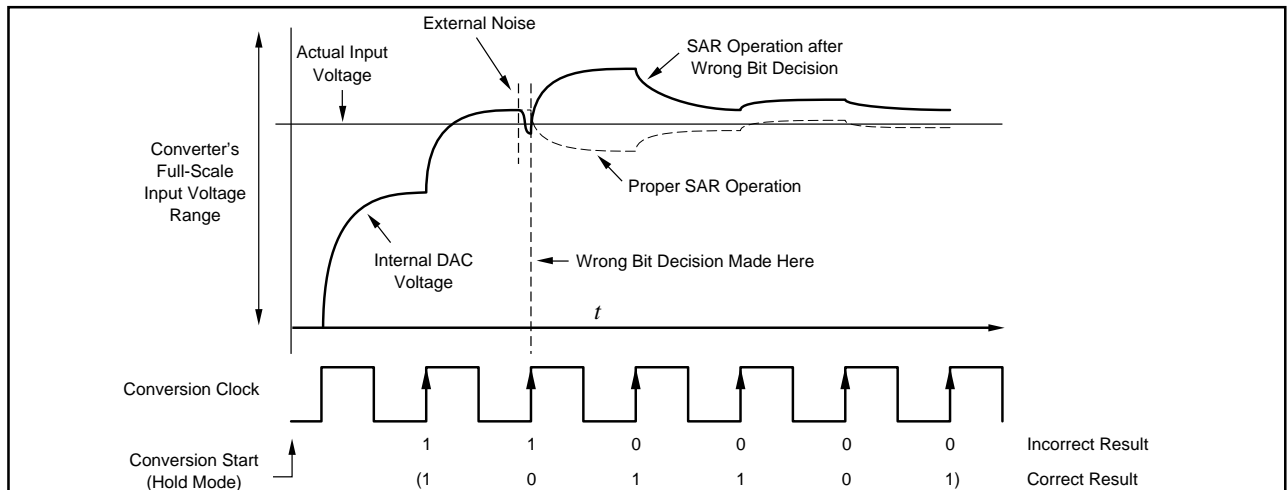 External Noise
Actual Input
Voltage
SAR Operation after
Wrong Bit Decision
Converter’s
Full-Scale
Input Voltage
Range
Proper SAR Operation
Internal DAC
Voltage
Wrong Bit Decision Made Here
t
Conversion Clock
1 1 0 0 0 0 Incorrect Result
Conversion Start
(Hold Mode)
(1 0 1 1 0 1) Correct Result